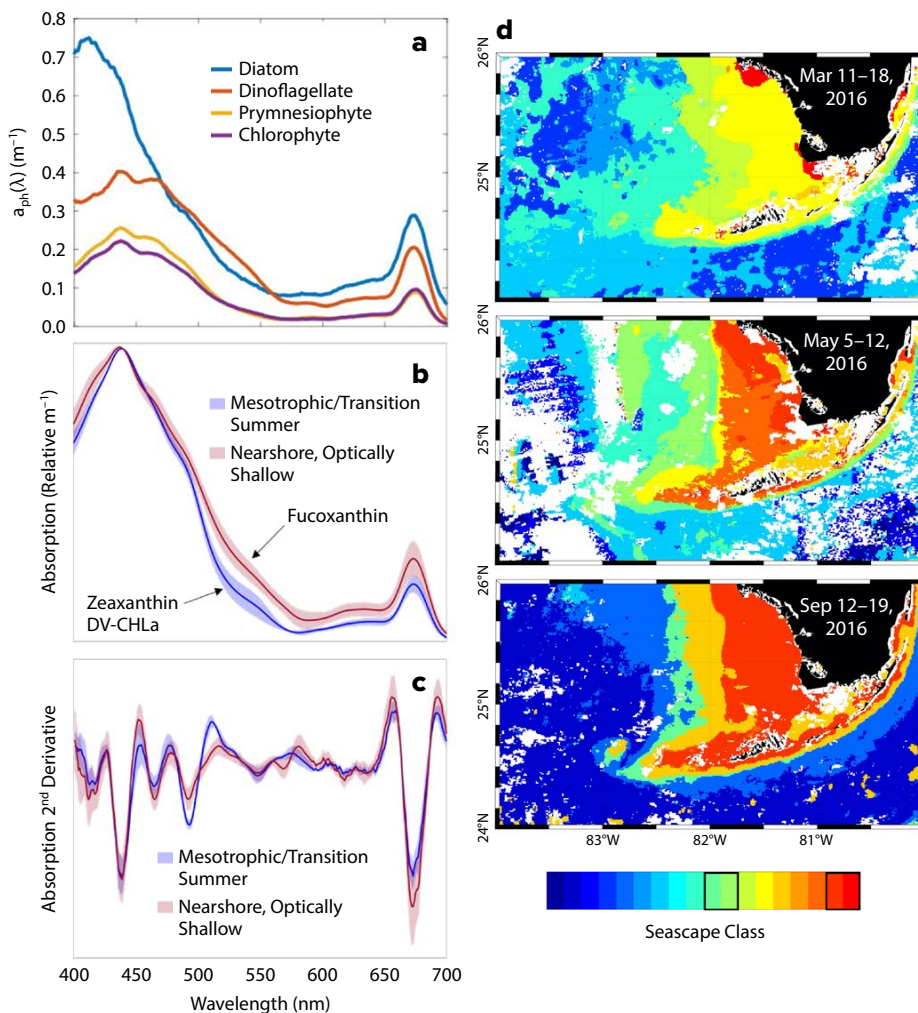 a
0.8
0.7
0.6
0.5
0.4
0.3
0.2
0.1
0.0
aph(λ) (m⁻¹)
Diatom
Dinoflagellate
Prymnesiophyte
Chlorophyte
b
Absorption (Relative m⁻¹)
Mesotrophic/Transition
Summer
Nearshore, Optically
Shallow
Fucoxanthin
Zeaxanthin
DV-CHLa
c
Absorption 2nd Derivative
Mesotrophic/Transition
Summer
Nearshore, Optically
Shallow
400 450 500 550 600 650 700
Wavelength (nm)
d
26°N
25°N
Mar 11–18,
2016
26°N
25°N
May 5–12,
2016
26°N
25°N
24°N
Sep 12–19,
2016
83°W 82°W 81°W
Seascape Class